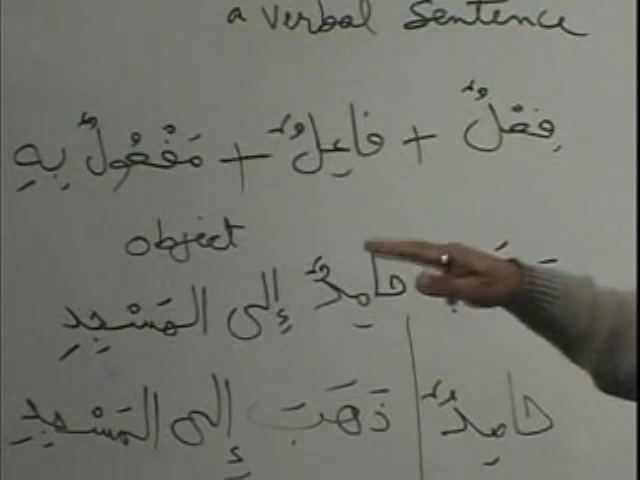 a verbal Sentence
فِعْلٌ + فَاعِلٌ + مَفْعُولٌ بِهِ
object
حَامِدٌ إِلَى المَسْجِدِ
حَامِدٌ | ذَهَبَ إِلَى المَسْجِدِ